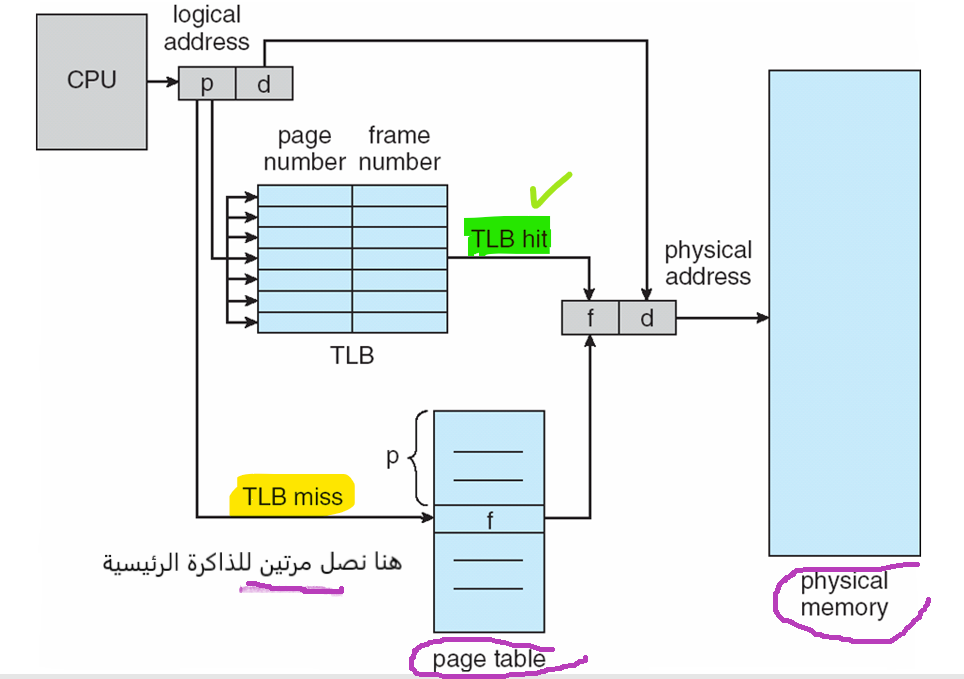 logical
address
CPU
p
d
page
number
frame
number
TLB hit
TLB
physical
address
f
d
p
TLB miss
f
هنا نصل مرتين للذاكرة الرئيسية
page table
physical
memory